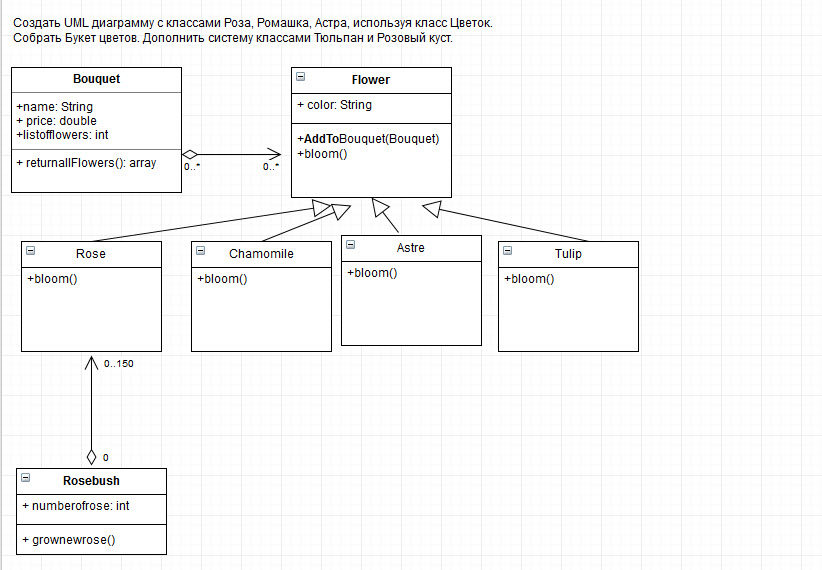 Создать UML диаграмму с классами Роза, Ромашка, Астра, используя класс Цветок.
Собрать Букет цветов. Дополнить систему классами Тюльпан и Розовый куст.
Bouquet
+name: String
+ price: double
+listofflowers: int
+ returnallFlowers(): array
0..*
0..*
Flower
+ color: String
+AddToBouquet(Bouquet)
+bloom()
Rose
+bloom()
Chamomile
+bloom()
Astre
+bloom()
Tulip
+bloom()
0..150
0
Rosebush
+ numberofrose: int
+ grownewrose()